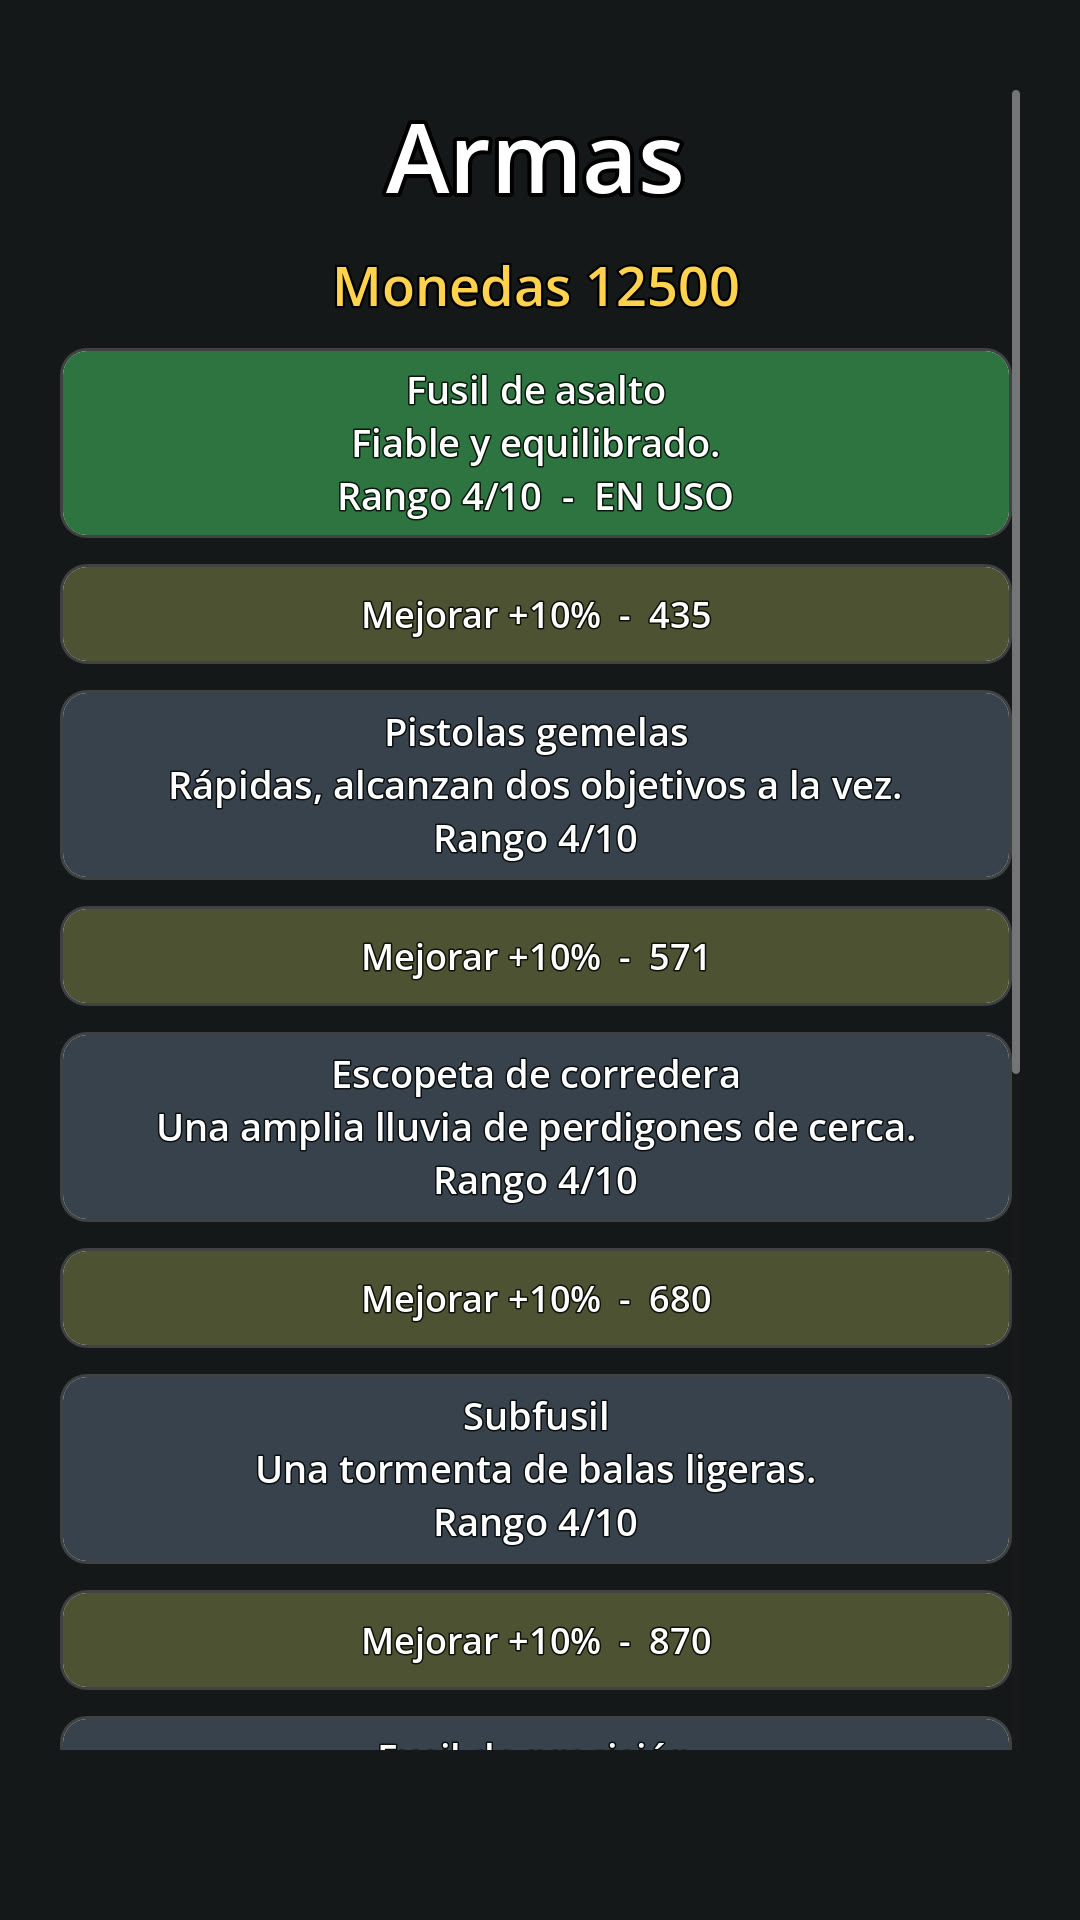 Armas
Monedas 12500
Fusil de asalto
Fiable y equilibrado.
Rango 4/10 - EN USO
Mejorar +10% - 435
Pistolas gemelas
Rápidas, alcanzan dos objetivos a la vez.
Rango 4/10
Mejorar +10% - 571
Escopeta de corredera
Una amplia lluvia de perdigones de cerca.
Rango 4/10
Mejorar +10% - 680
Subfusil
Una tormenta de balas ligeras.
Rango 4/10
Mejorar +10% - 870
Fusil de precisión